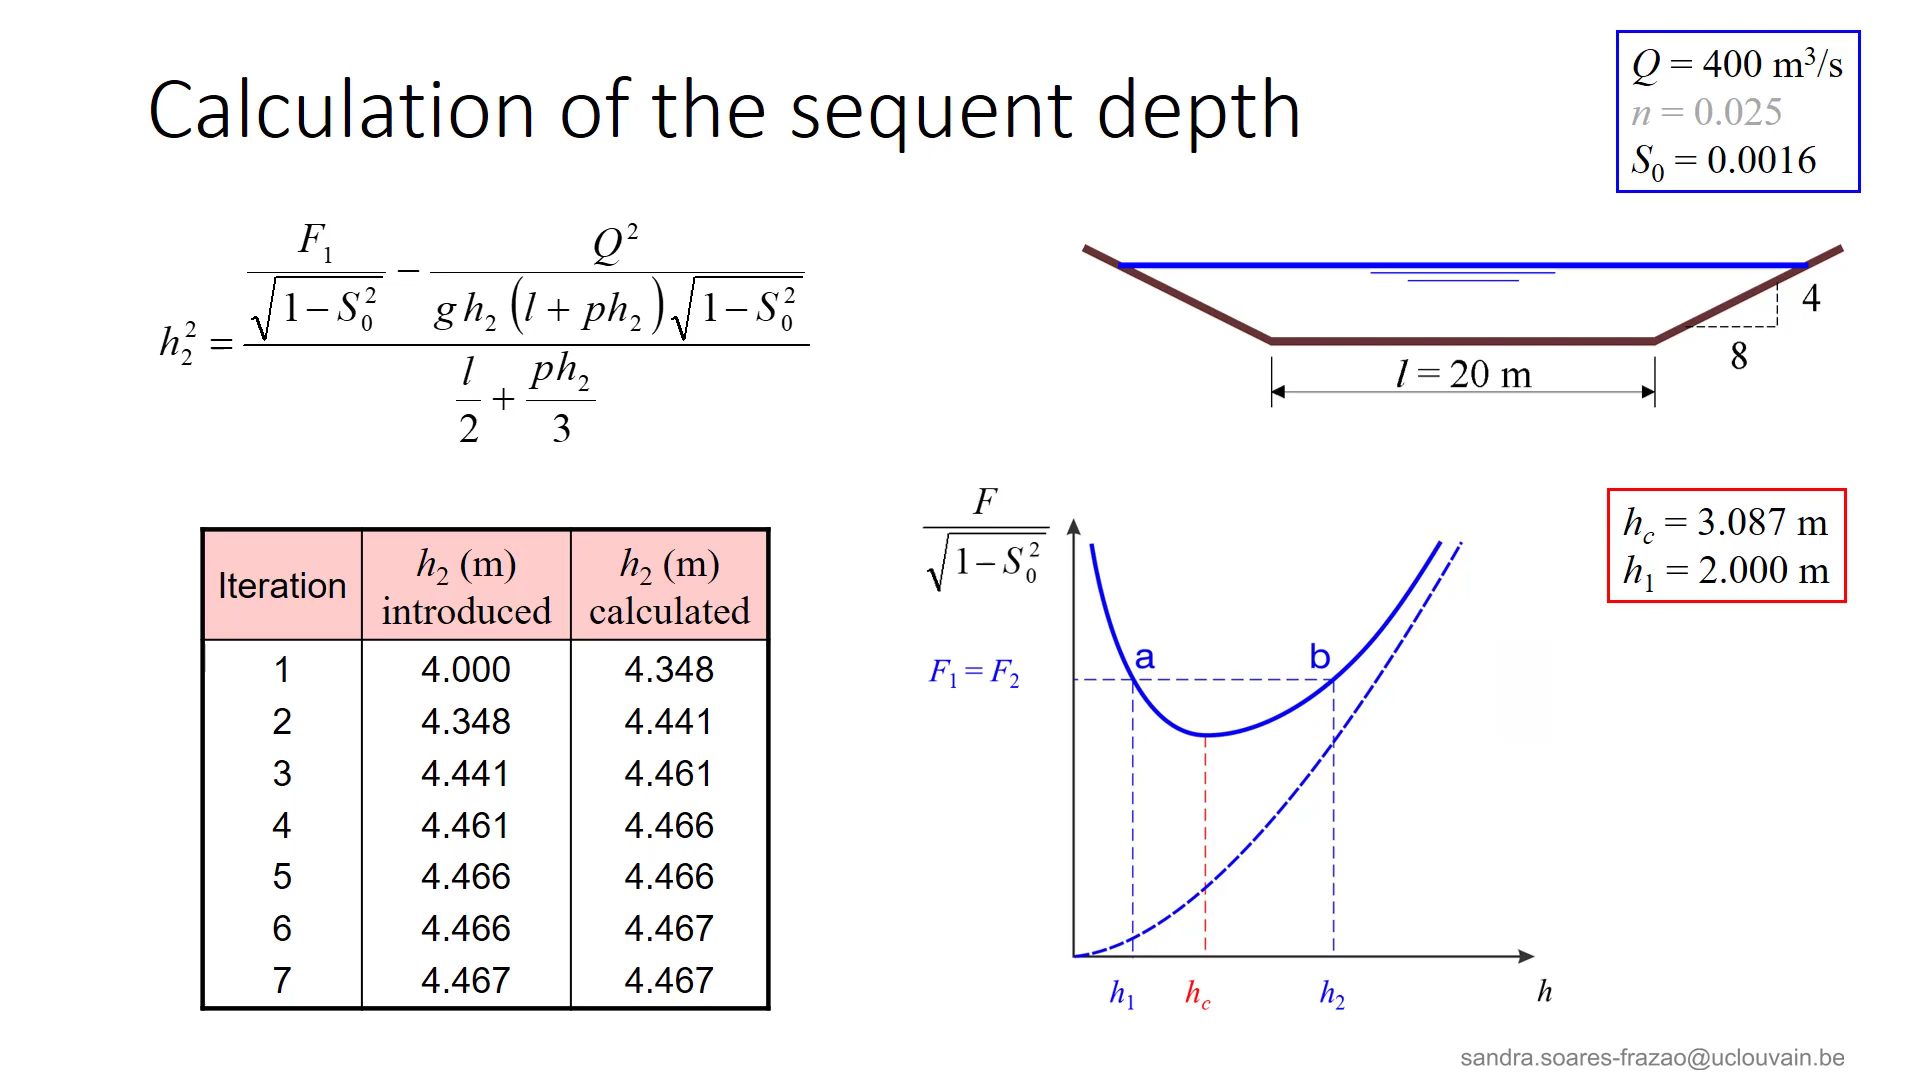 Calculation of the sequent depth
Q = 400 m³/s
n = 0.025
S₀ = 0.0016
h₂² = (F₁/√(1 − S₀²) − Q²/(g h₂ (l + ph₂) √(1 − S₀²))) / (l/2 + ph₂/3)
4
8
l = 20 m
Iteration | h₂ (m) introduced | h₂ (m) calculated
1 4.000 4.348
2 4.348 4.441
3 4.441 4.461
4 4.461 4.466
5 4.466 4.466
6 4.466 4.467
7 4.467 4.467
F/√(1 − S₀²)
h_c = 3.087 m
h₁ = 2.000 m
F₁ = F₂
a
b
h₁
h_c
h₂
h
sandra.soares-frazao@uclouvain.be